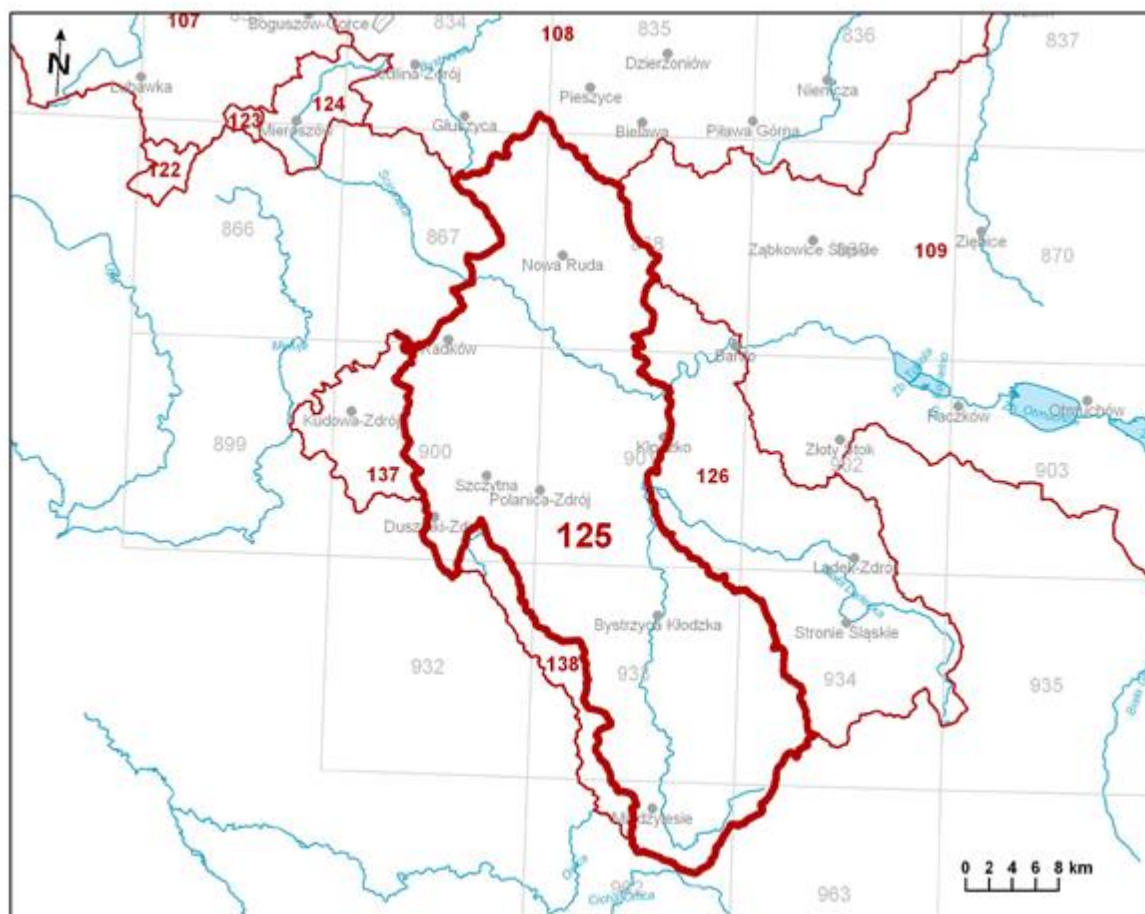 107
Boguszów-Gorce
834
108
835
836
837
N
Lubawka
Dzierżoniów
Pieszyce
Niemcza
124
123
Mieroszów
Głuszyca
Bielawa
Piława Górna
122
866
867
Nowa Ruda
Ząbkowice Śląskie
109
Ziębice
870
Radków
Bardo
Kudowa-Zdrój
Paczków
Otmuchów
899
900
Kłodzko
Złoty Stok
902
903
137
Szczytna
Polanica-Zdrój
126
125
Lądek-Zdrój
Bystrzyca Kłodzka
Stronie Śląskie
932
138
933
934
935
Międzylesie
963
0 2 4 6 8 km